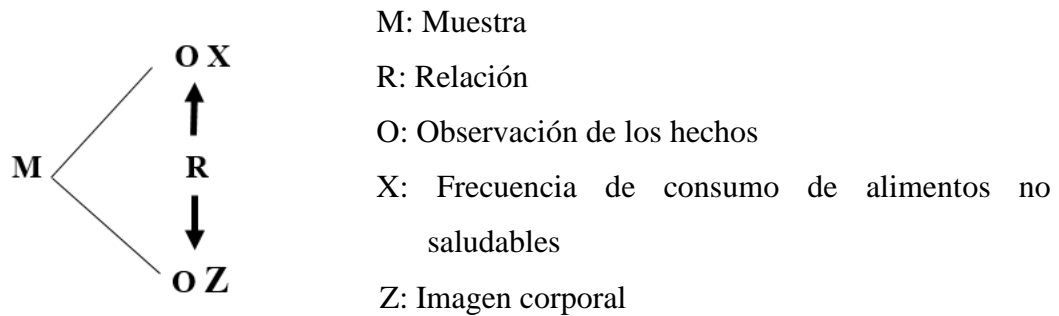 O X
M
R
O Z
M: Muestra
R: Relación
O: Observación de los hechos
X: Frecuencia de consumo de alimentos no
saludables
Z: Imagen corporal